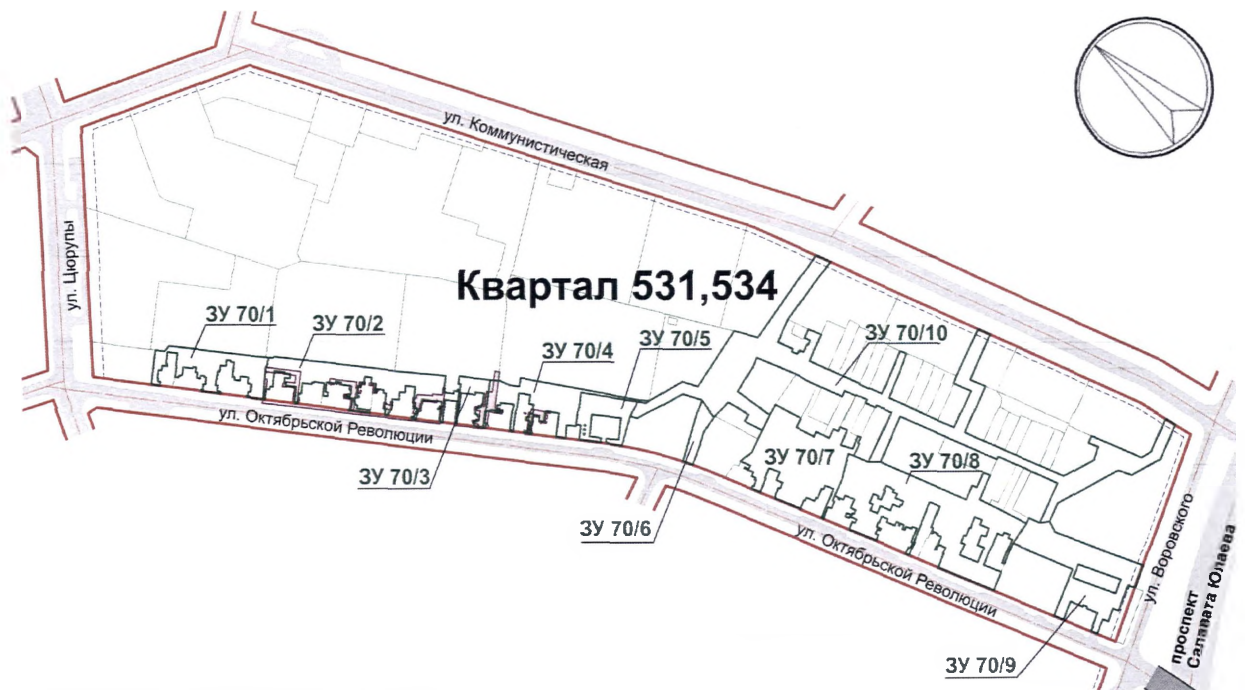 ул. Коммунистическая
ул. Цюрупы
Квартал 531,534
ЗУ 70/1
ЗУ 70/2
ЗУ 70/4
ЗУ 70/5
ЗУ 70/10
ул. Октябрьской Революции
ЗУ 70/3
ЗУ 70/7
ЗУ 70/8
ЗУ 70/6
ул. Октябрьской Революции
ул. Воровского
проспект
Салавата Юлаева
ЗУ 70/9